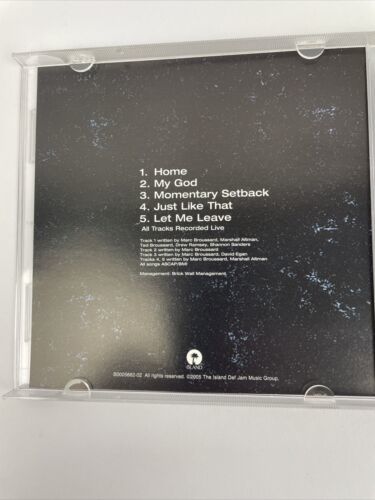 1. Home
2. My God
3. Momentary Setback
4. Just Like That
5. Let Me Leave
All Tracks Recorded Live
Track 1 written by Marc Broussard, Marshall Altman,
Ted Broussard, Drew Ramsey, Shannon Sanders
Track 2 written by Marc Broussard
Track 3 written by Marc Broussard, David Egan
Tracks 4, 5 written by Marc Broussard, Marshall Altman
All songs ASCAP/BMI
Management: Brick Wall Management
ISLAND
B0005662-02 All rights reserved. ©2005 The Island Def Jam Music Group.